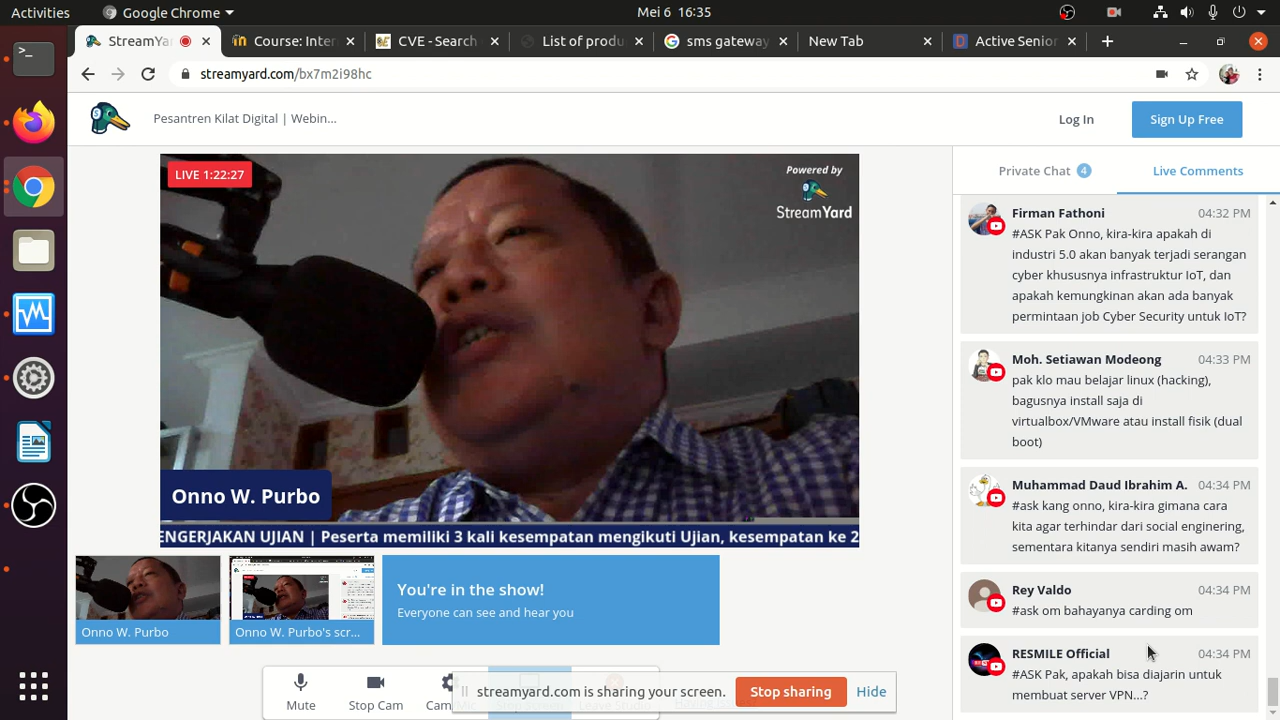 Activities
Google Chrome
Mei 6 16:35
StreamYa
Course: Inter
CVE - Search
List of produ
sms gateway
New Tab
Active Senior
streamyard.com/bx7m2i98hc
Pesantren Kilat Digital | Webin...
Log In
Sign Up Free
LIVE 1:22:27
Powered by
StreamYard
Onno W. Purbo
ENGERJAKAN UJIAN | Peserta memiliki 3 kali kesempatan mengikuti Ujian, kesempatan ke 2
Onno W. Purbo
Onno W. Purbo's scr...
You're in the show!
Everyone can see and hear you
Mute
Stop Cam
Cam
streamyard.com is sharing your screen.
Stop sharing
Hide
Private Chat 4
Live Comments
Firman Fathoni 04:32 PM
#ASK Pak Onno, kira-kira apakah di
industri 5.0 akan banyak terjadi serangan
cyber khususnya infrastruktur IoT, dan
apakah kemungkinan akan ada banyak
permintaan job Cyber Security untuk IoT?
Moh. Setiawan Modeong 04:33 PM
pak klo mau belajar linux (hacking),
bagusnya install saja di
virtualbox/VMware atau install fisik (dual
boot)
Muhammad Daud Ibrahim A. 04:34 PM
#ask kang onno, kira-kira gimana cara
kita agar terhindar dari social enginering,
sementara kitanya sendiri masih awam?
Rey Valdo 04:34 PM
#ask om bahayanya carding om
RESMILE Official 04:34 PM
#ASK Pak, apakah bisa diajarin untuk
membuat server VPN...?